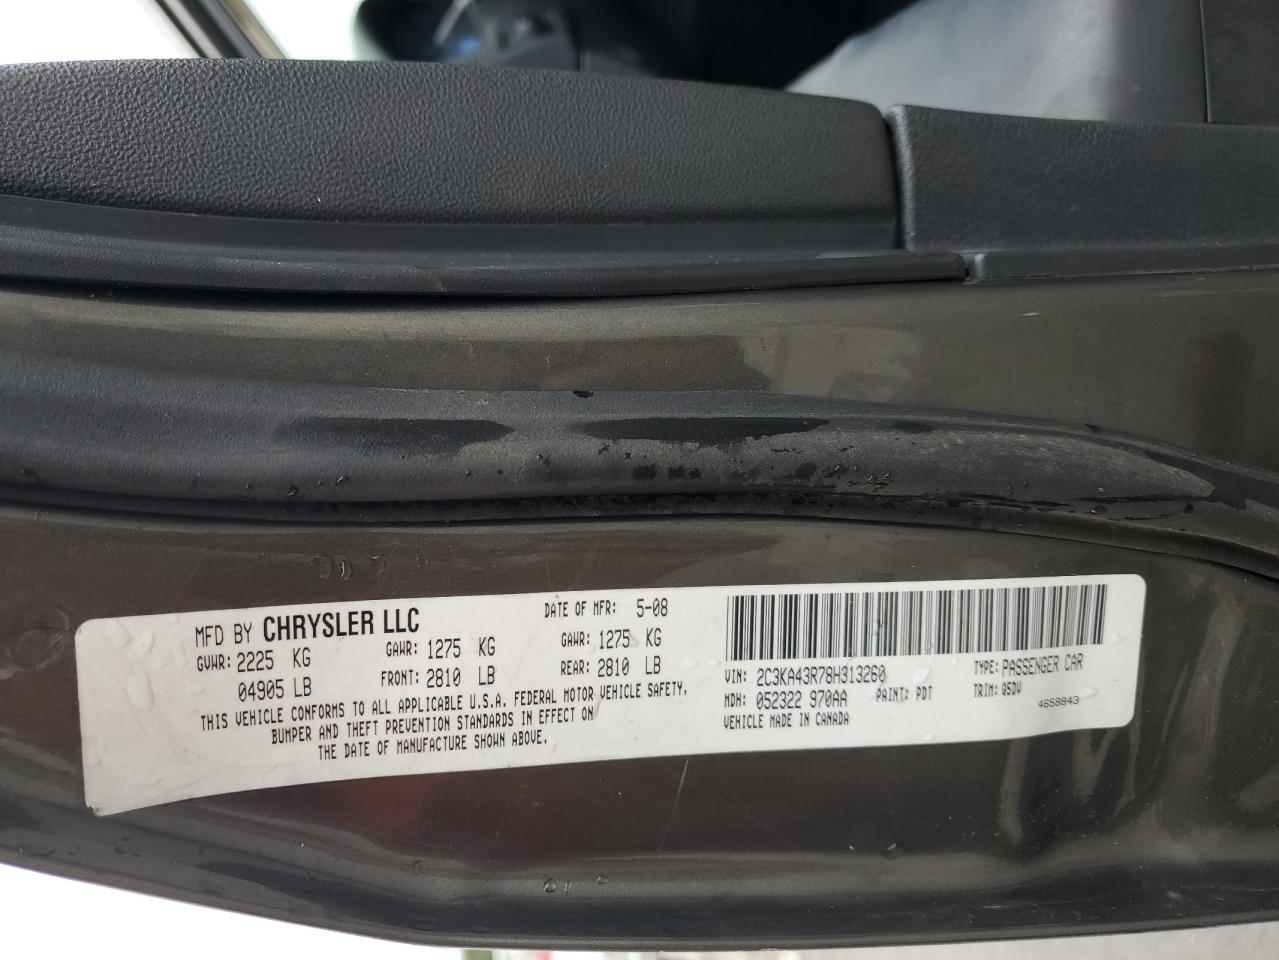 MFD BY CHRYSLER LLC DATE OF MFR: 5-08
GVWR: 2225 KG GAWR: 1275 KG GAWR: 1275 KG
04905 LB FRONT: 2810 LB REAR: 2810 LB
THIS VEHICLE CONFORMS TO ALL APPLICABLE U.S.A. FEDERAL MOTOR VEHICLE SAFETY,
BUMPER AND THEFT PREVENTION STANDARDS IN EFFECT ON
THE DATE OF MANUFACTURE SHOWN ABOVE.
VIN: 2C3KA43R78H313260 TYPE: PASSENGER CAR
MDH: 052322 970AA PAINT: PDT TRIM: Q5DV
VEHICLE MADE IN CANADA 4658843